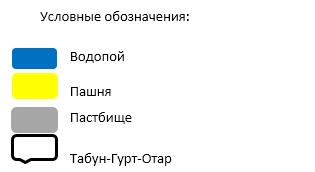 Условные обозначения:
Водопой
Пашня
Пастбище
Табун-Гурт-Отар